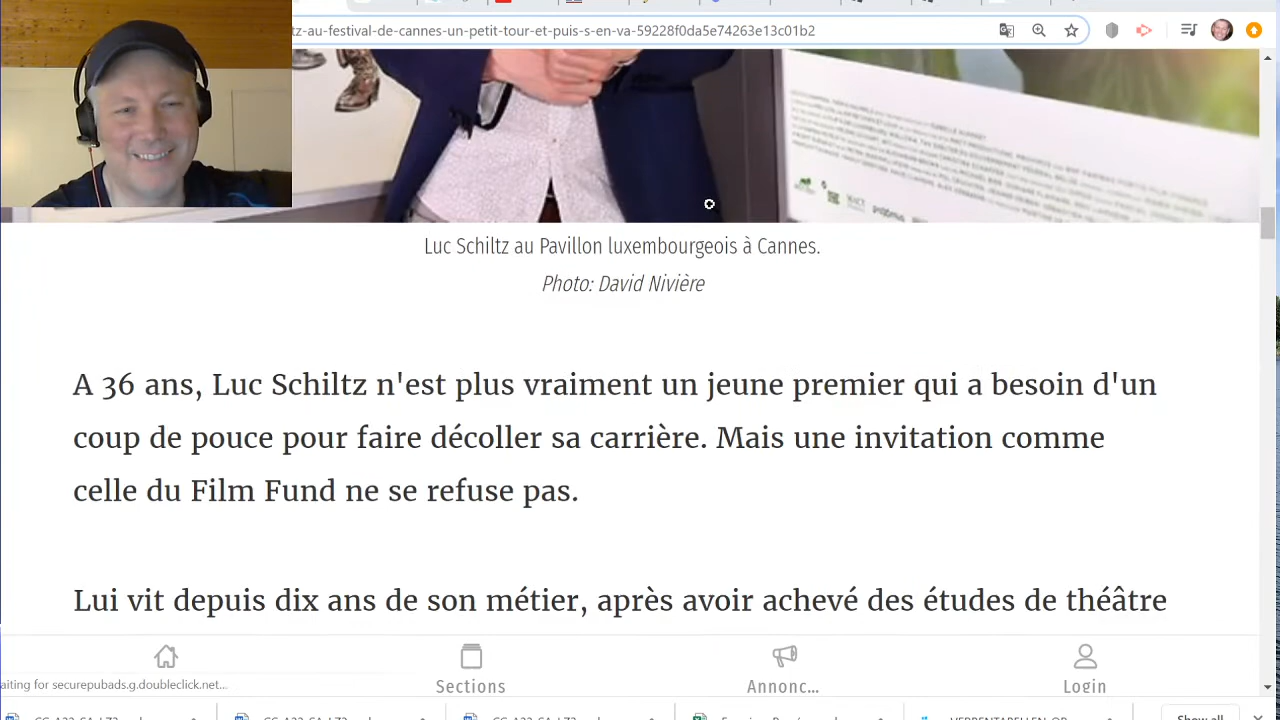 tz-au-festival-de-cannes-un-petit-tour-et-puis-s-en-va-59228f0da5e74263e13c01b2
Luc Schiltz au Pavillon luxembourgeois à Cannes.
Photo: David Nivière
A 36 ans, Luc Schiltz n'est plus vraiment un jeune premier qui a besoin d'un
coup de pouce pour faire décoller sa carrière. Mais une invitation comme
celle du Film Fund ne se refuse pas.
Lui vit depuis dix ans de son métier, après avoir achevé des études de théâtre
aiting for securepubads.g.doubleclick.net...
Sections
Annonc...
Login
Show all